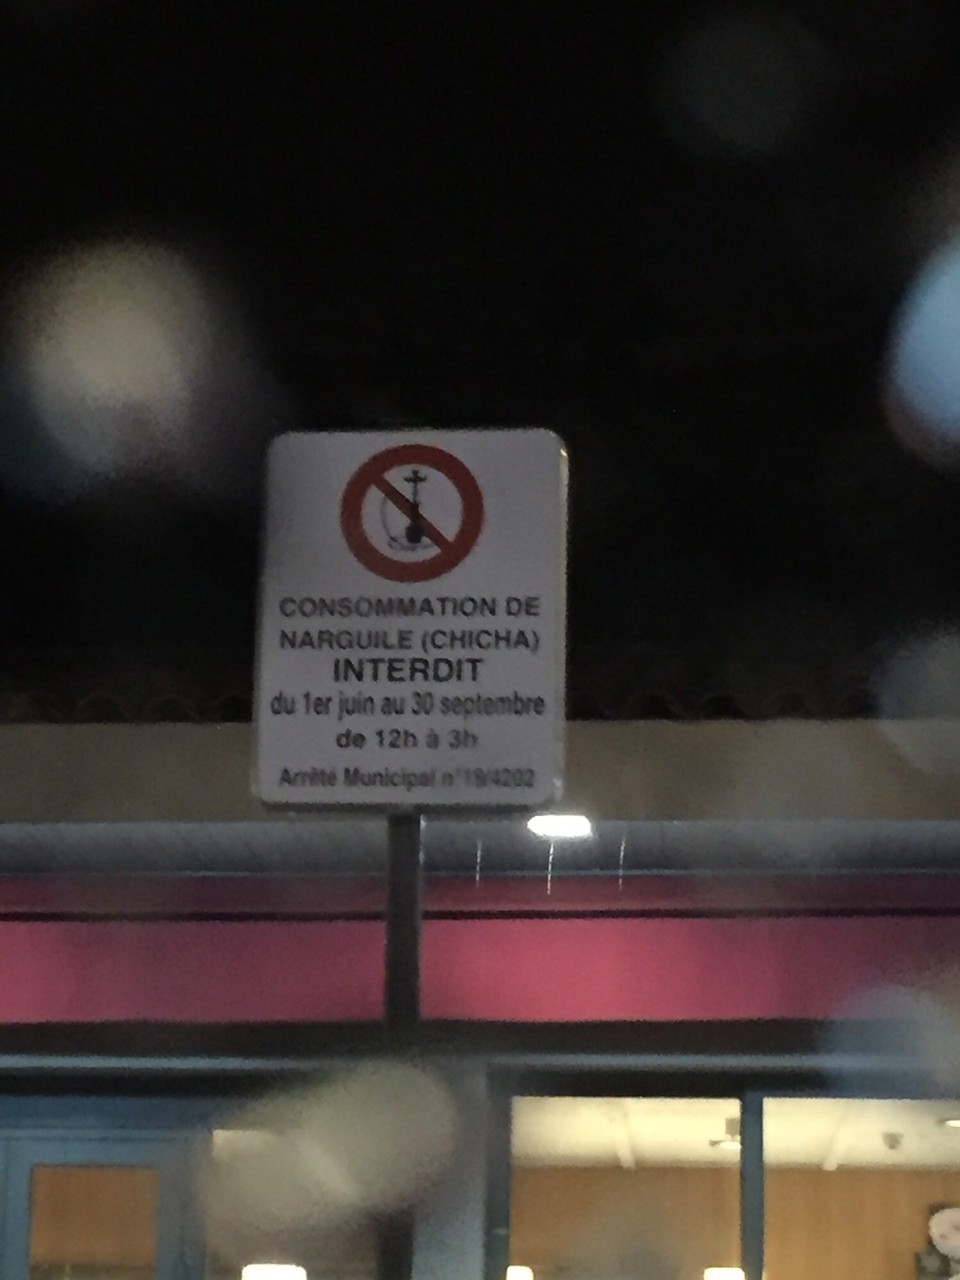 CONSOMMATION DE
NARGUILE (CHICHA)
INTERDIT
du 1er juin au 30 septembre
de 12h à 3h
Arrêté Municipal n°19/4202